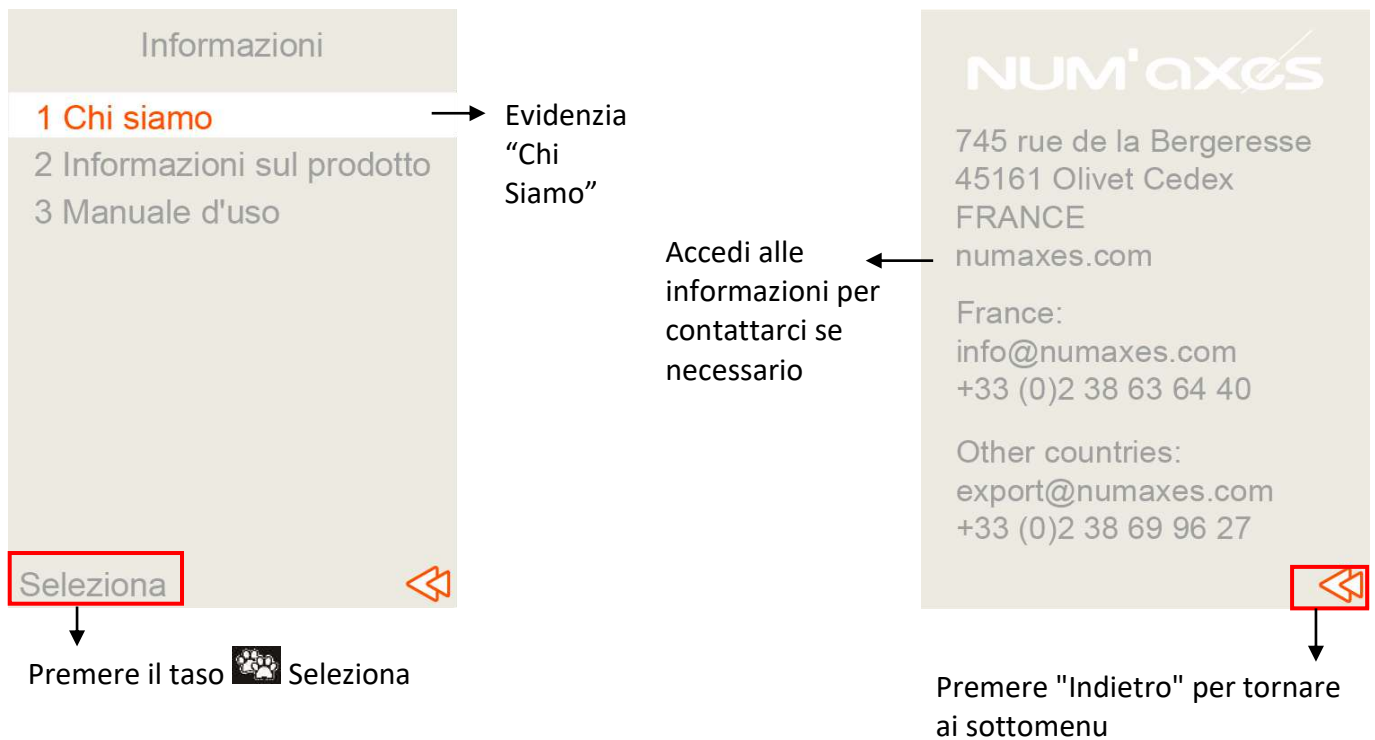 Informazioni
1 Chi siamo
2 Informazioni sul prodotto
3 Manuale d'uso
Seleziona
Evidenzia
“Chi
Siamo”
Premere il taso Seleziona
Accedi alle
informazioni per
contattarci se
necessario
NUM'axes
745 rue de la Bergeresse
45161 Olivet Cedex
FRANCE
numaxes.com
France:
info@numaxes.com
+33 (0)2 38 63 64 40
Other countries:
export@numaxes.com
+33 (0)2 38 69 96 27
Premere "Indietro" per tornare
ai sottomenu